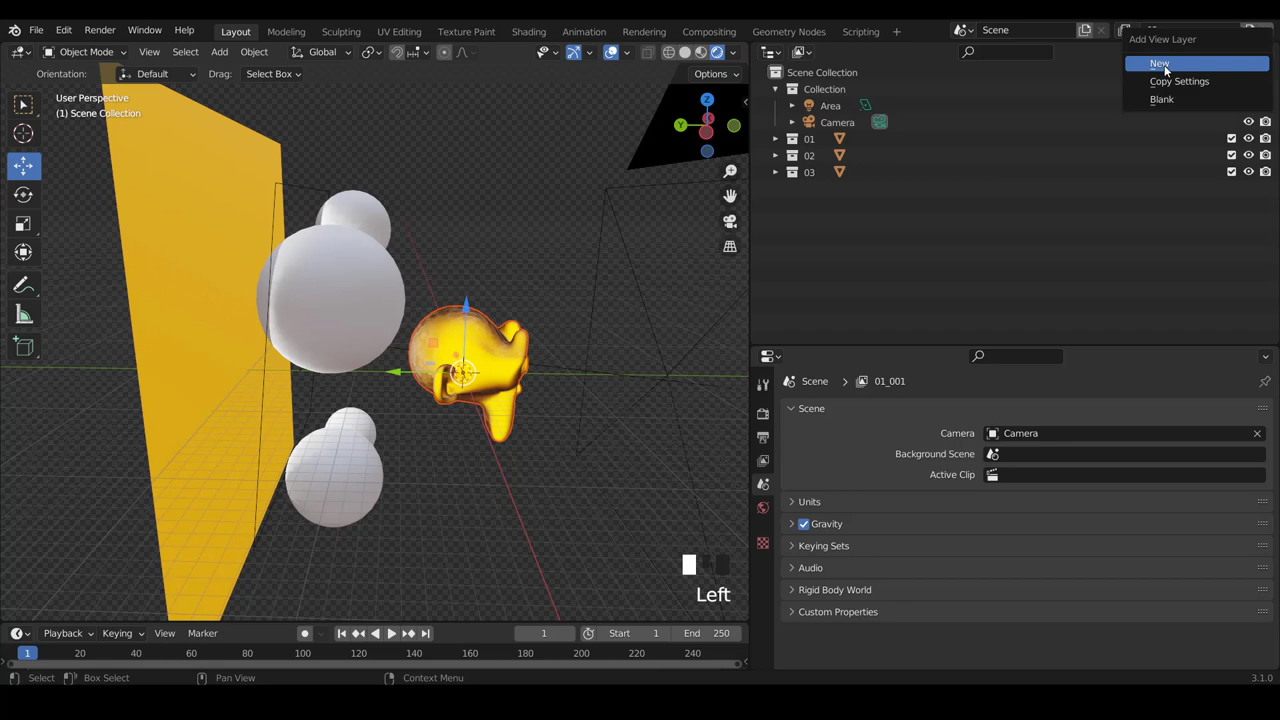 File Edit Render Window Help Layout Modeling Sculpting UV Editing Texture Paint Shading Animation Rendering Compositing Geometry Nodes Scripting + Scene
Add View Layer
New
Copy Settings
Blank
Object Mode View Select Add Object Global
Orientation: Default Drag: Select Box Options
User Perspective
(1) Scene Collection
Z
Y
Scene Collection
Collection
Area
Camera
01
02
03
Scene 01_001
Scene
Camera Camera
Background Scene
Active Clip
Units
Gravity
Keying Sets
Audio
Rigid Body World
Custom Properties
Left
Playback Keying View Marker 1 Start 1 End 250
1 20 40 60 80 100 120 140 160 180 200 220 240
Select Box Select Pan View Context Menu 3.1.0